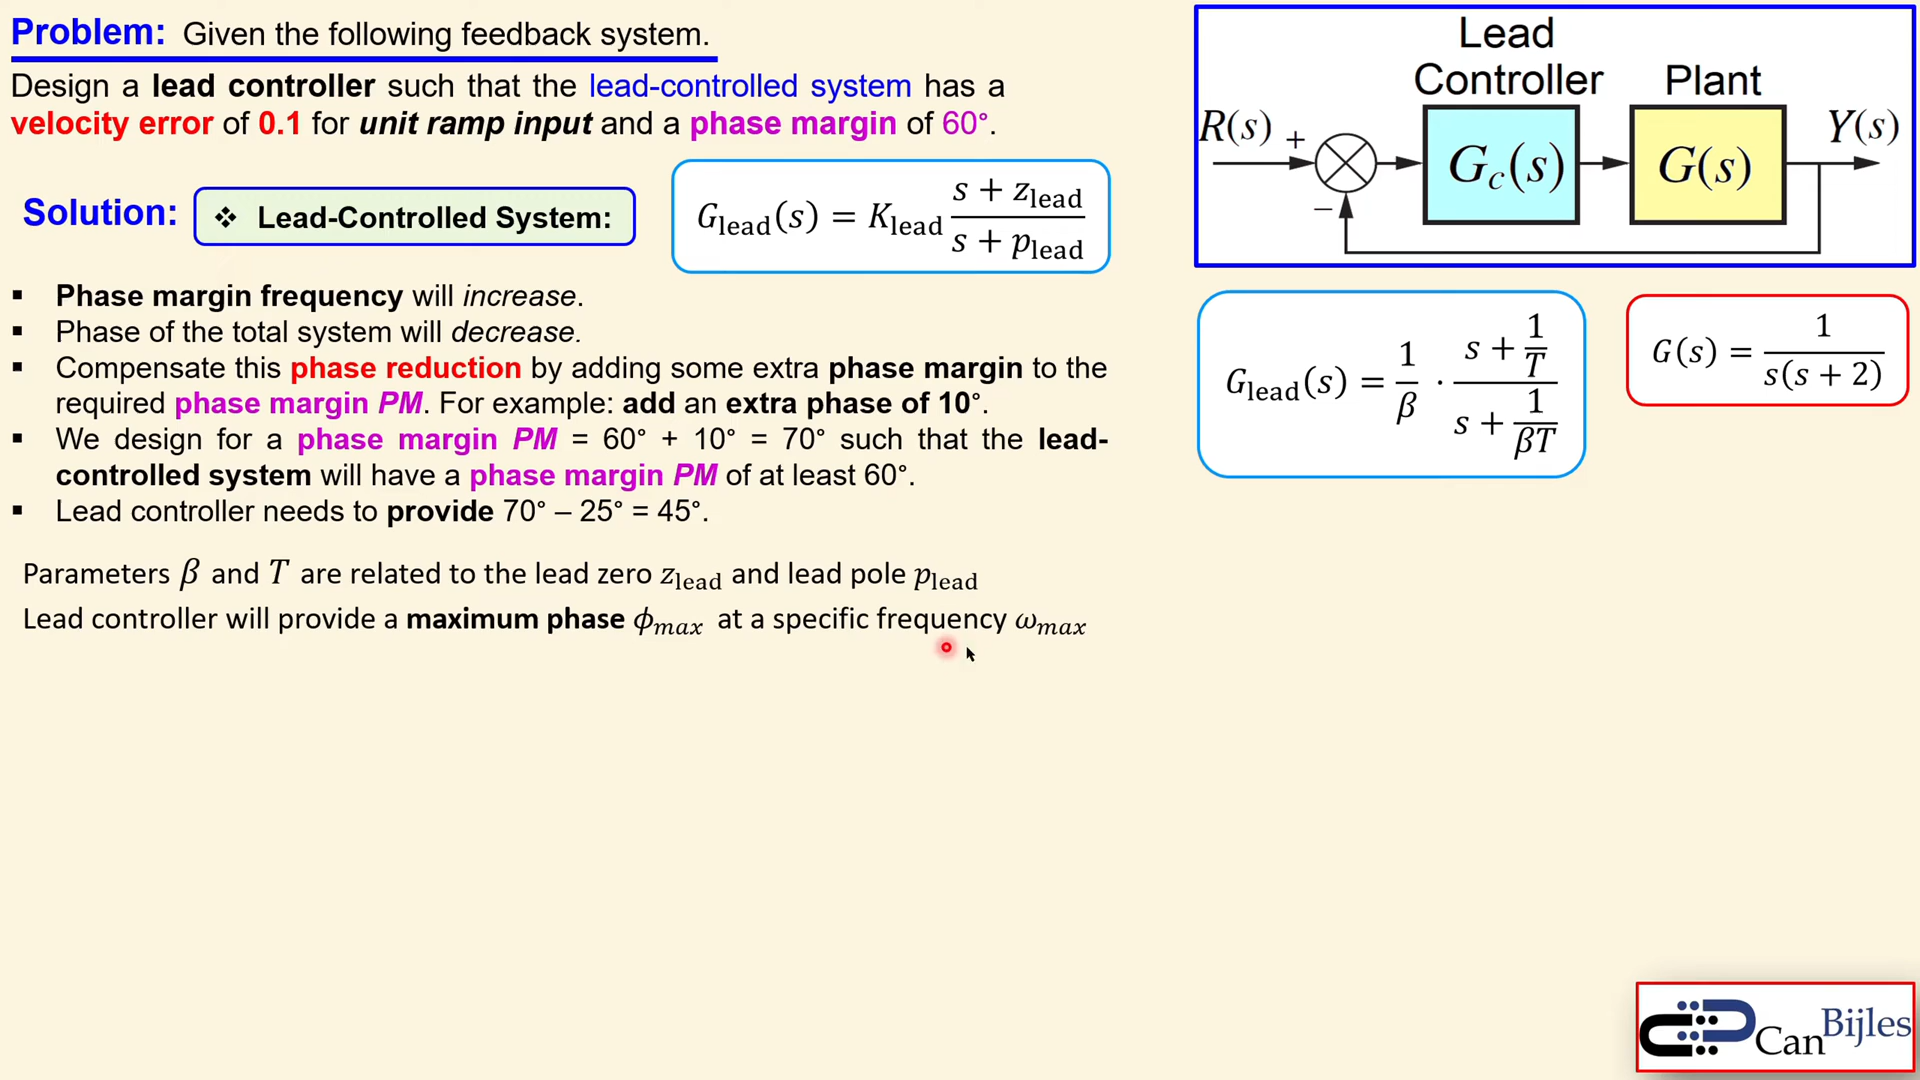 Problem: Given the following feedback system.
Design a lead controller such that the lead-controlled system has a
velocity error of 0.1 for unit ramp input and a phase margin of 60°.
Lead
Controller
Plant
R(s) + − G_c(s) G(s) Y(s)
Solution: ❖ Lead-Controlled System:
G_lead(s) = K_lead (s + z_lead)/(s + p_lead)
▪ Phase margin frequency will increase.
▪ Phase of the total system will decrease.
▪ Compensate this phase reduction by adding some extra phase margin to the
required phase margin PM. For example: add an extra phase of 10°.
▪ We design for a phase margin PM = 60° + 10° = 70° such that the lead-
controlled system will have a phase margin PM of at least 60°.
▪ Lead controller needs to provide 70° – 25° = 45°.
G_lead(s) = 1/β · (s + 1/T)/(s + 1/βT)
G(s) = 1/(s(s + 2))
Parameters β and T are related to the lead zero z_lead and lead pole p_lead
Lead controller will provide a maximum phase ϕ_max at a specific frequency ω_max
Can Bijles